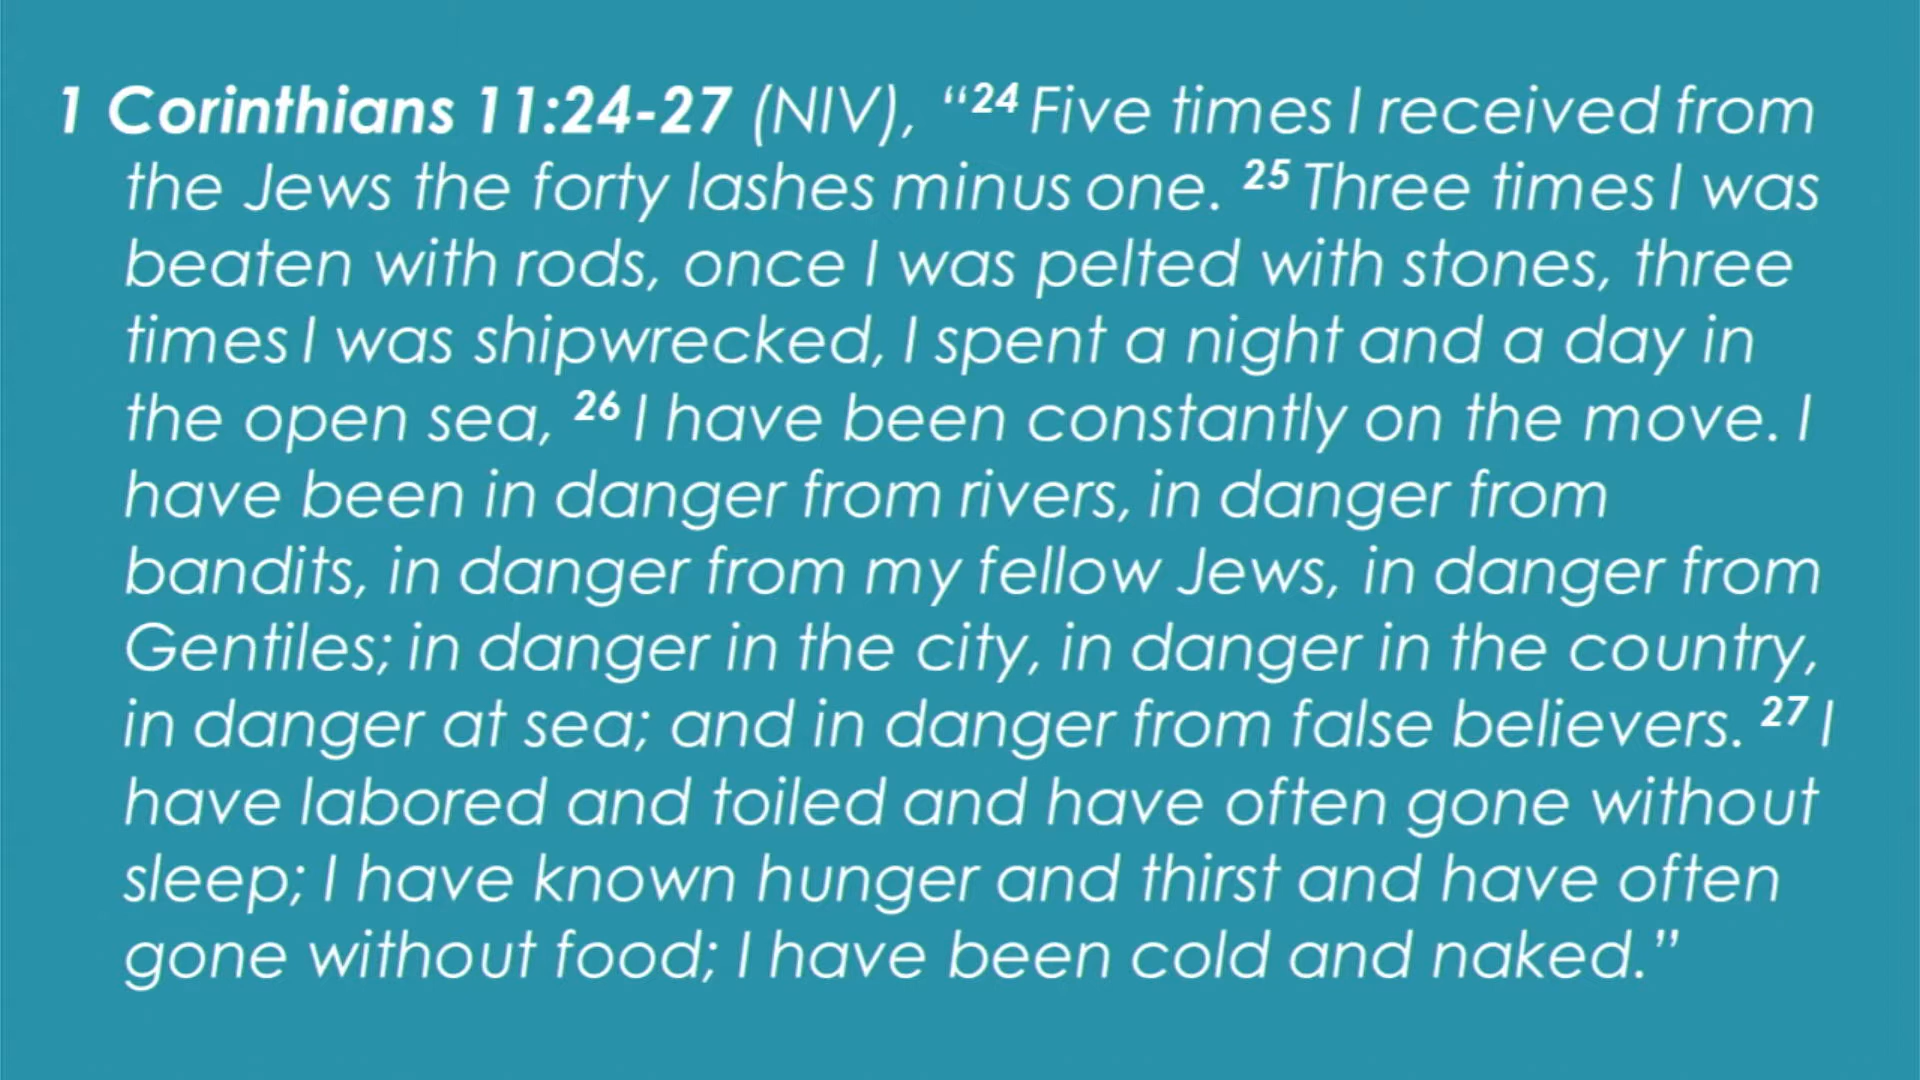 1 Corinthians 11:24-27 (NIV), “24 Five times I received from
the Jews the forty lashes minus one. 25 Three times I was
beaten with rods, once I was pelted with stones, three
times I was shipwrecked, I spent a night and a day in
the open sea, 26 I have been constantly on the move. I
have been in danger from rivers, in danger from
bandits, in danger from my fellow Jews, in danger from
Gentiles; in danger in the city, in danger in the country,
in danger at sea; and in danger from false believers. 27 I
have labored and toiled and have often gone without
sleep; I have known hunger and thirst and have often
gone without food; I have been cold and naked.”